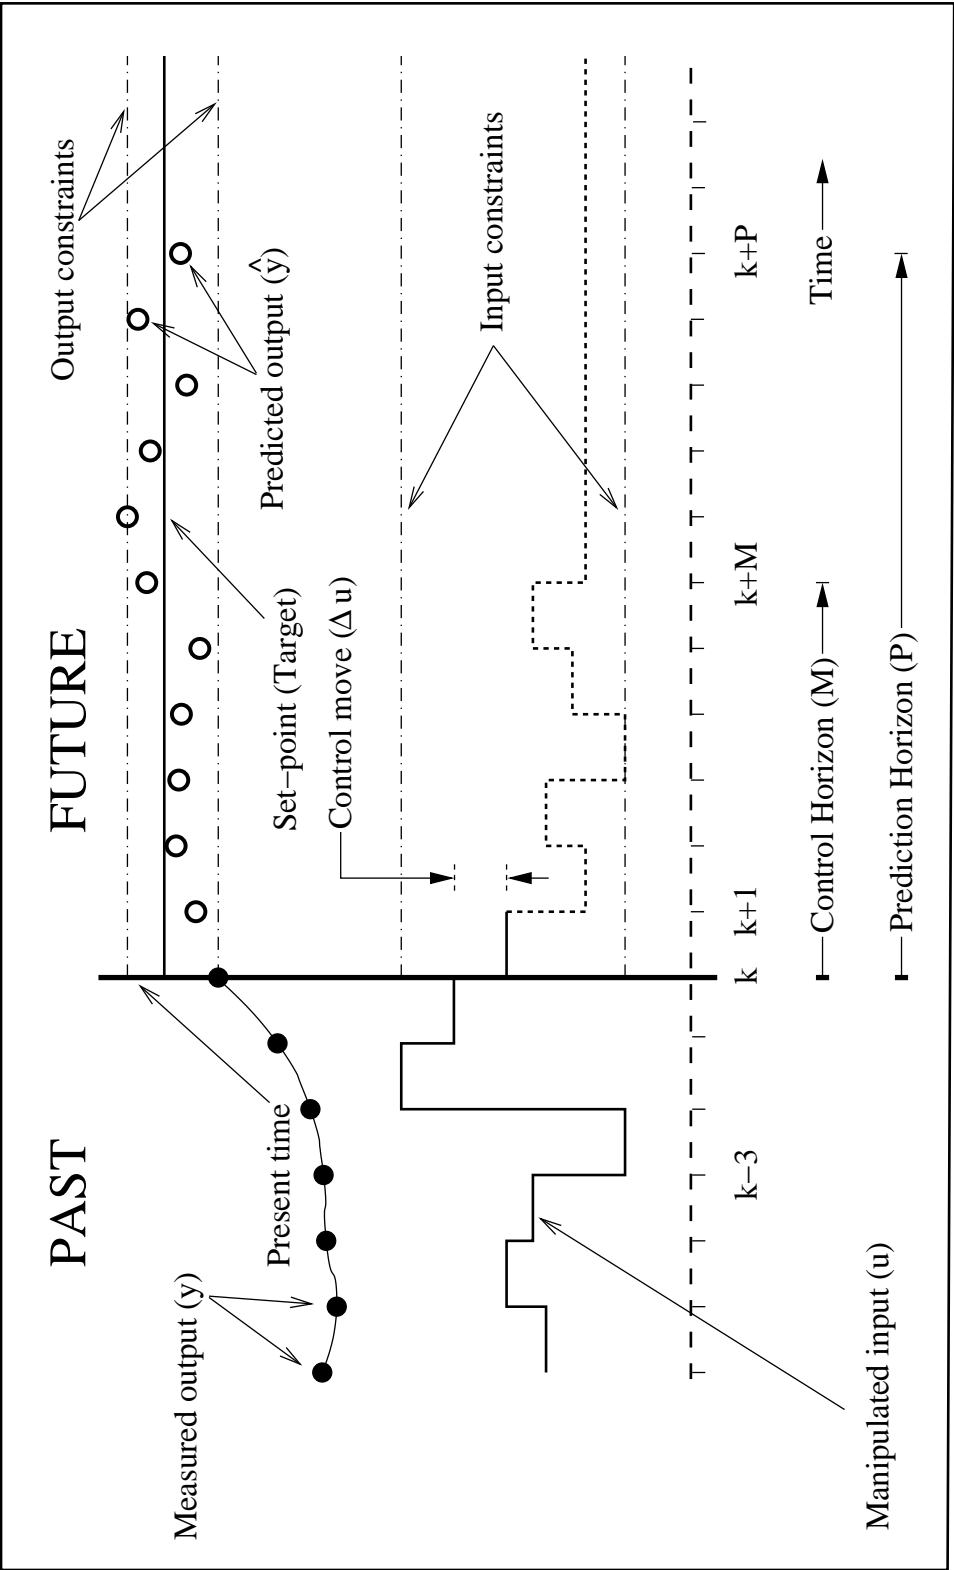 PAST
FUTURE
Output constraints
Measured output (y)
Present time
Set−point (Target)
Predicted output (ŷ)
Control move (Δ u)
Input constraints
k−3
k
k+1
k+M
k+P
Control Horizon (M)
Time
Manipulated input (u)
Prediction Horizon (P)